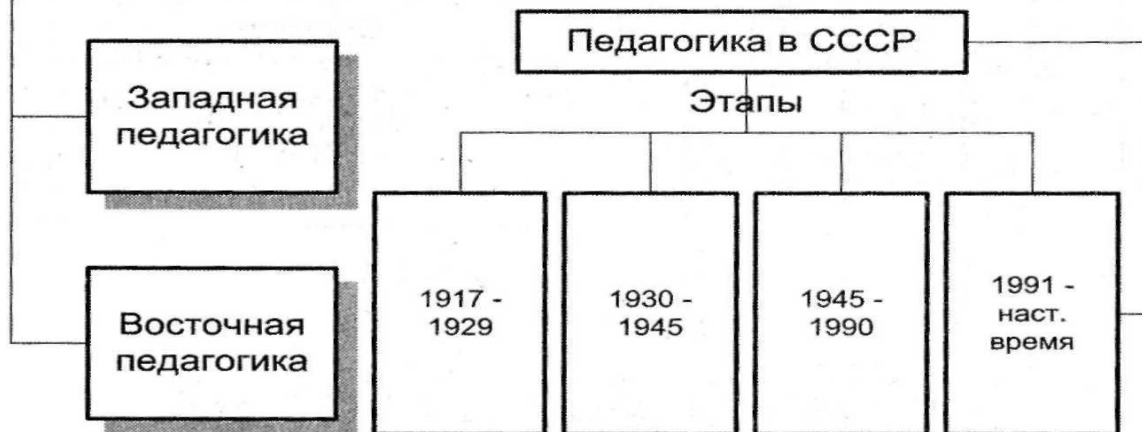 Западная
педагогика
Восточная
педагогика
Педагогика в СССР
Этапы
1917 -
1929
1930 -
1945
1945 -
1990
1991 -
наст.
время